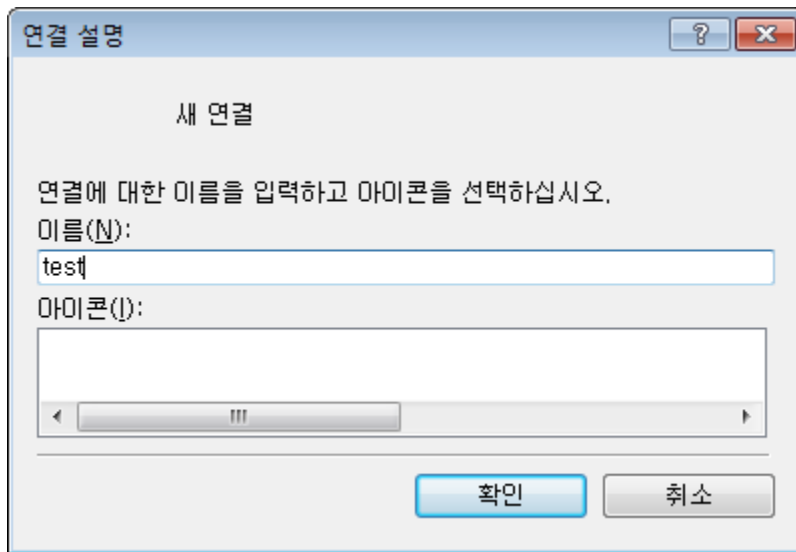 연결 설명
새 연결
연결에 대한 이름을 입력하고 아이콘을 선택하십시오.
이름(N):
test
아이콘(I):
확인 취소